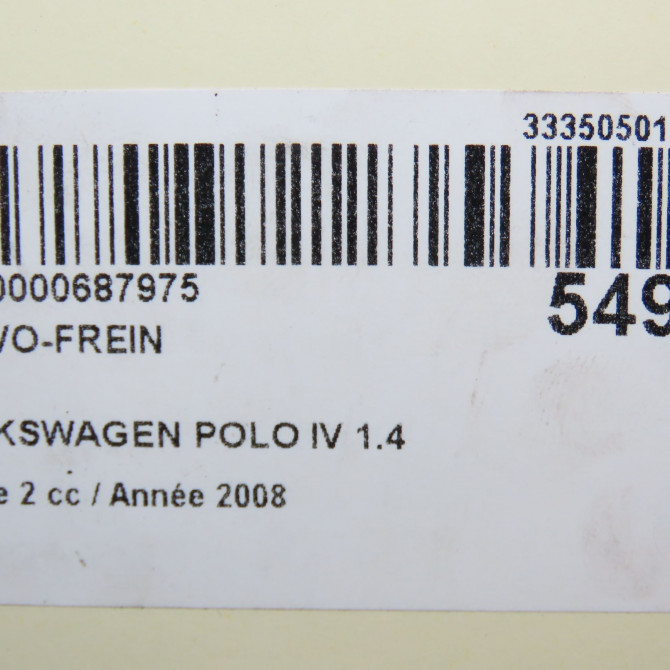 33350501
0000687975
549
VO-FREIN
KSWAGEN POLO IV 1.4
e 2 cc / Année 2008